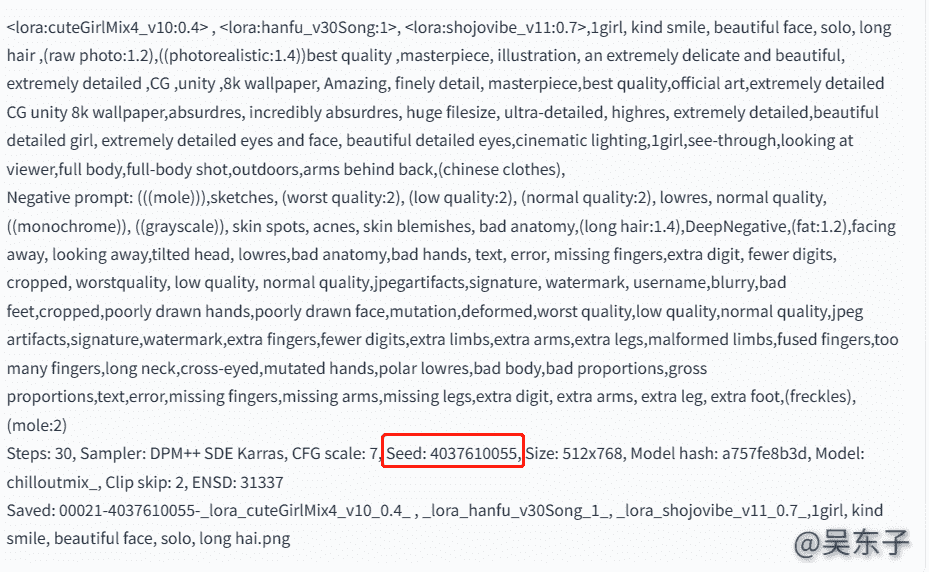 <lora:cuteGirlMix4_v10:0.4> , <lora:hanfu_v30Song:1>, <lora:shojovibe_v11:0.7>,1girl, kind smile, beautiful face, solo, long
hair ,(raw photo:1.2),((photorealistic:1.4))best quality ,masterpiece, illustration, an extremely delicate and beautiful,
extremely detailed ,CG ,unity ,8k wallpaper, Amazing, finely detail, masterpiece,best quality,official art,extremely detailed
CG unity 8k wallpaper,absurdres, incredibly absurdres, huge filesize, ultra-detailed, highres, extremely detailed,beautiful
detailed girl, extremely detailed eyes and face, beautiful detailed eyes,cinematic lighting,1girl,see-through,looking at
viewer,full body,full-body shot,outdoors,arms behind back,(chinese clothes),
Negative prompt: (((mole))),sketches, (worst quality:2), (low quality:2), (normal quality:2), lowres, normal quality,
((monochrome)), ((grayscale)), skin spots, acnes, skin blemishes, bad anatomy,(long hair:1.4),DeepNegative,(fat:1.2),facing
away, looking away,tilted head, lowres,bad anatomy,bad hands, text, error, missing fingers,extra digit, fewer digits,
cropped, worstquality, low quality, normal quality,jpegartifacts,signature, watermark, username,blurry,bad
feet,cropped,poorly drawn hands,poorly drawn face,mutation,deformed,worst quality,low quality,normal quality,jpeg
artifacts,signature,watermark,extra fingers,fewer digits,extra limbs,extra arms,extra legs,malformed limbs,fused fingers,too
many fingers,long neck,cross-eyed,mutated hands,polar lowres,bad body,bad proportions,gross
proportions,text,error,missing fingers,missing arms,missing legs,extra digit, extra arms, extra leg, extra foot,(freckles),
(mole:2)
Steps: 30, Sampler: DPM++ SDE Karras, CFG scale: 7, Seed: 4037610055, Size: 512x768, Model hash: a757fe8b3d, Model:
chilloutmix_, Clip skip: 2, ENSD: 31337
Saved: 00021-4037610055-_lora_cuteGirlMix4_v10_0.4_ , _lora_hanfu_v30Song_1_, _lora_shojovibe_v11_0.7_,1girl, kind
smile, beautiful face, solo, long hai.png
@吴东子